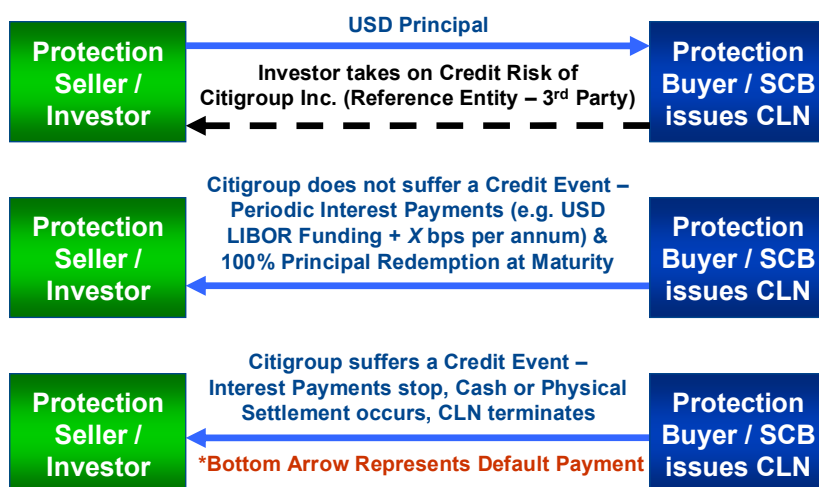 USD Principal
Protection
Seller /
Investor
Investor takes on Credit Risk of
Citigroup Inc. (Reference Entity – 3rd Party)
Protection
Buyer / SCB
issues CLN
Citigroup does not suffer a Credit Event –
Periodic Interest Payments (e.g. USD
LIBOR Funding + X bps per annum) &
100% Principal Redemption at Maturity
Protection
Seller /
Investor
Protection
Buyer / SCB
issues CLN
Citigroup suffers a Credit Event –
Interest Payments stop, Cash or Physical
Settlement occurs, CLN terminates
Protection
Seller /
Investor
Protection
Buyer / SCB
issues CLN
*Bottom Arrow Represents Default Payment